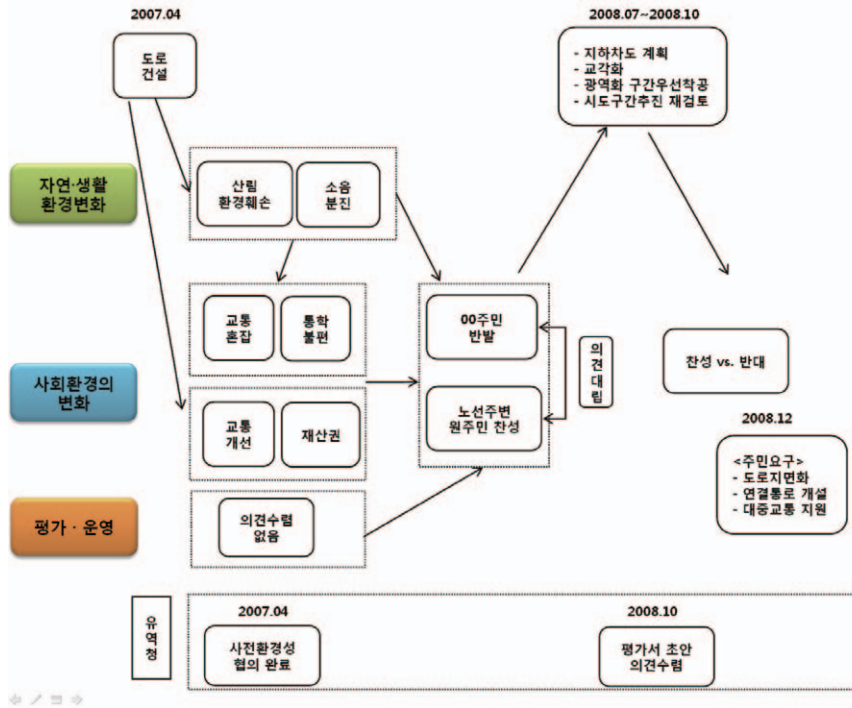 2007.04
도로
건설
2008.07~2008.10
- 지하차도 계획
- 교각화
- 광역화 구간우선착공
- 시도구간추진 재검토
자연·생활
환경변화
산림
환경훼손
소음
분진
교통
혼잡
통학
불편
00주민
반발
의
견
대
립
찬성 vs. 반대
사회환경의
변화
교통
개선
재산권
노선주변
원주민 찬성
2008.12
<주민요구>
- 도로지면화
- 연결통로 개설
- 대중교통 지원
평가 · 운영
의견수렴
없음
유
역
청
2007.04
사전환경성
협의 완료
2008.10
평가서 초안
의견수렴